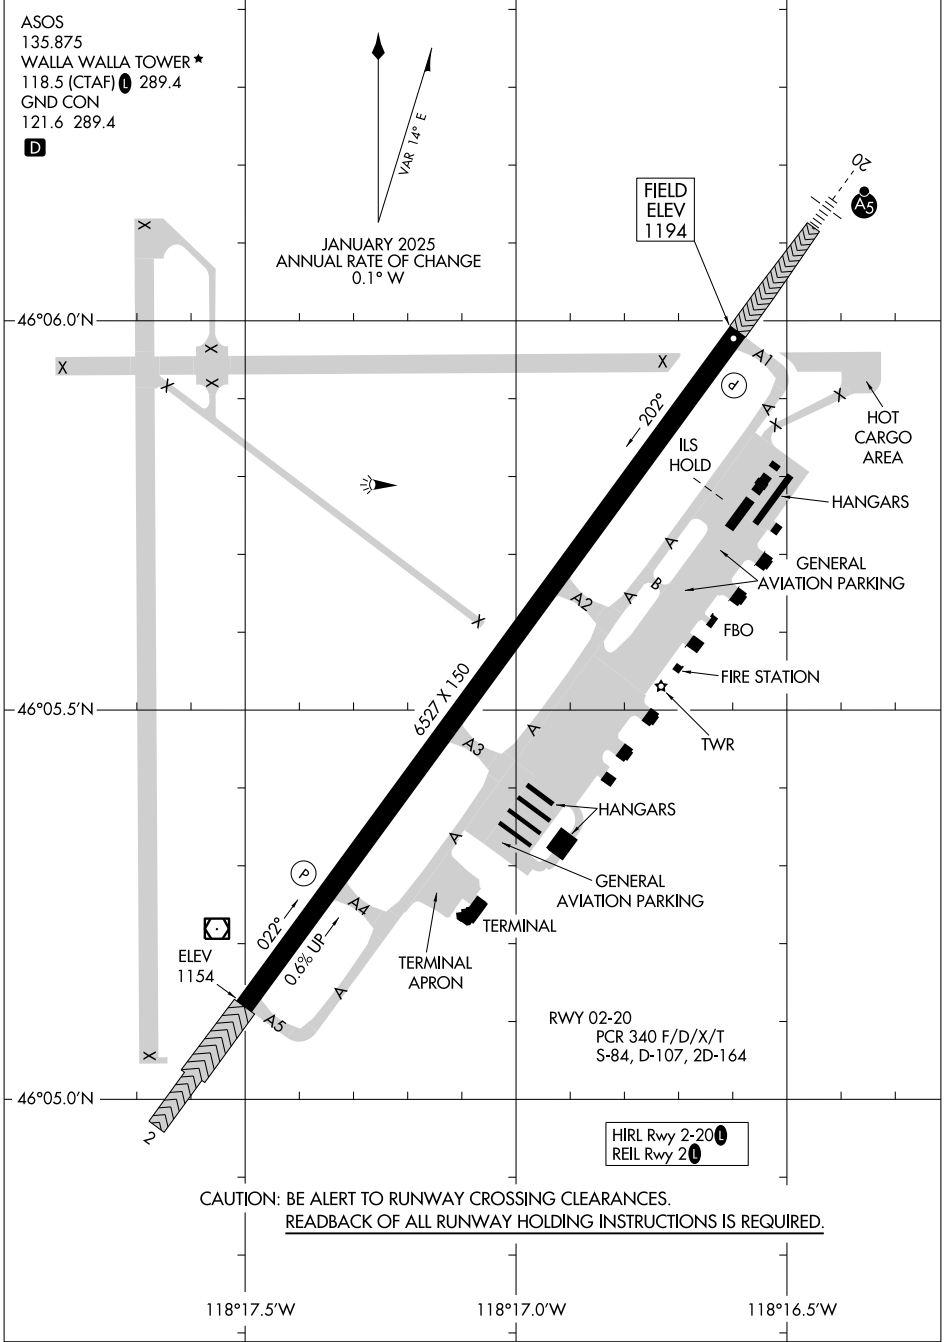 ASOS
135.875
WALLA WALLA TOWER★
118.5 (CTAF) L 289.4
GND CON
121.6 289.4
D
VAR 14° E
JANUARY 2025
ANNUAL RATE OF CHANGE
0.1° W
FIELD
ELEV
1194
20
A5
X
46°06.0'N
X
X
X
X
X
A1
P
A
X
X
HOT
CARGO
AREA
202°
ILS
HOLD
HANGARS
A
GENERAL
AVIATION PARKING
B
A
A2
X
FBO
FIRE STATION
6527 X 150
46°05.5'N
TWR
A
A3
HANGARS
A
GENERAL
AVIATION PARKING
P
A4
022°
0.6% UP
TERMINAL
TERMINAL
APRON
ELEV
1154
A
A5
X
RWY 02-20
PCR 340 F/D/X/T
S-84, D-107, 2D-164
46°05.0'N
2
HIRL Rwy 2-20 L
REIL Rwy 2 L
CAUTION: BE ALERT TO RUNWAY CROSSING CLEARANCES.
READBACK OF ALL RUNWAY HOLDING INSTRUCTIONS IS REQUIRED.
118°17.5'W
118°17.0'W
118°16.5'W